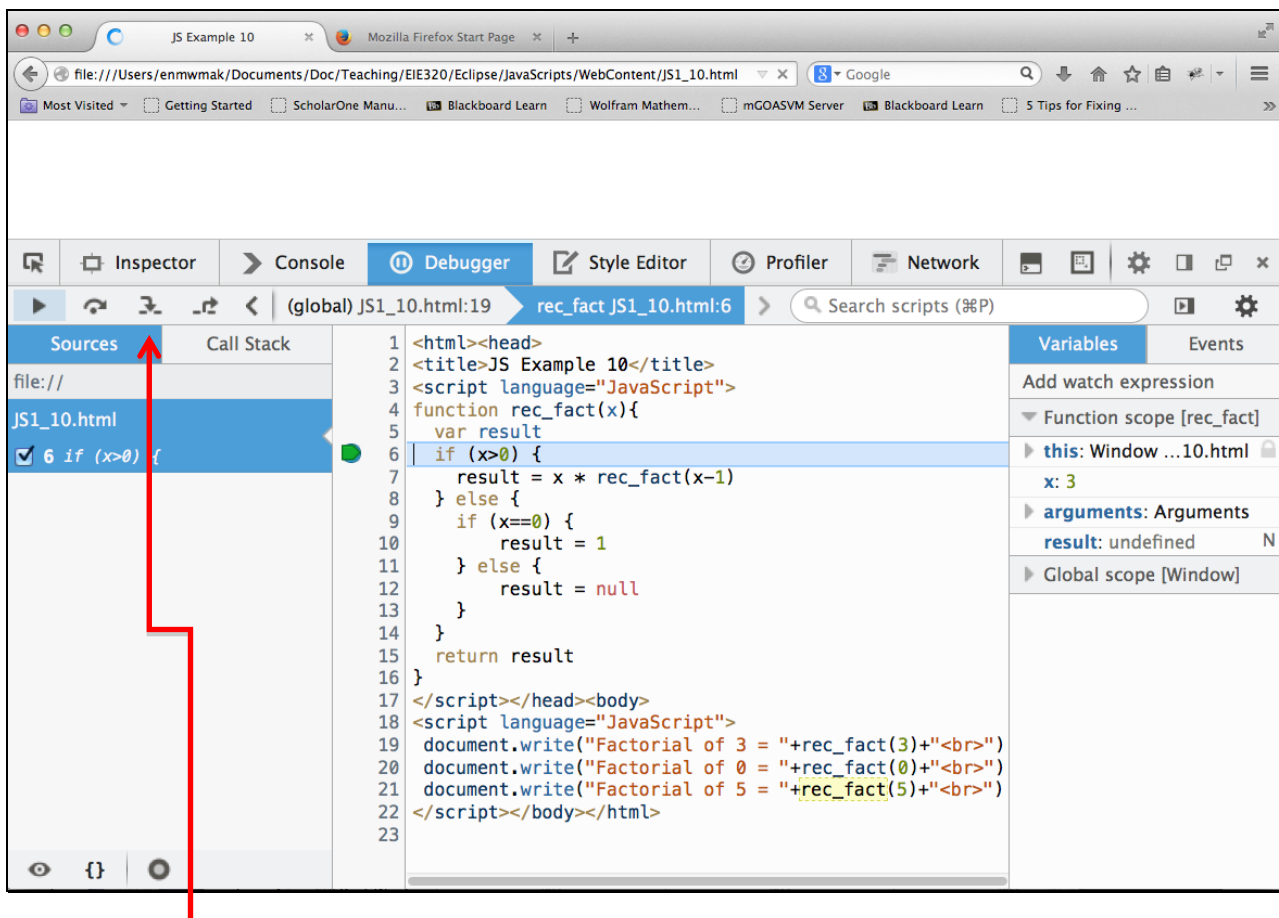 JS Example 10 × Mozilla Firefox Start Page × +
file:///Users/enmwmak/Documents/Doc/Teaching/EIE320/Eclipse/JavaScripts/WebContent/JS1_10.html 8 Google
Most Visited Getting Started ScholarOne Manu... Blackboard Learn Wolfram Mathem... mGOASVM Server Blackboard Learn 5 Tips for Fixing ... >>
Inspector Console Debugger Style Editor Profiler Network
(global) JS1_10.html:19 rec_fact JS1_10.html:6 Search scripts (⌘P)
Sources Call Stack
file://
JS1_10.html
6 if (x>0) {
1 <html><head>
2 <title>JS Example 10</title>
3 <script language="JavaScript">
4 function rec_fact(x){
5 var result
6 if (x>0) {
7 result = x * rec_fact(x-1)
8 } else {
9 if (x==0) {
10 result = 1
11 } else {
12 result = null
13 }
14 }
15 return result
16 }
17 </script></head><body>
18 <script language="JavaScript">
19 document.write("Factorial of 3 = "+rec_fact(3)+"<br>")
20 document.write("Factorial of 0 = "+rec_fact(0)+"<br>")
21 document.write("Factorial of 5 = "+rec_fact(5)+"<br>")
22 </script></body></html>
23
Variables Events
Add watch expression
Function scope [rec_fact]
this: Window ...10.html
x: 3
arguments: Arguments
result: undefined N
Global scope [Window]
{}